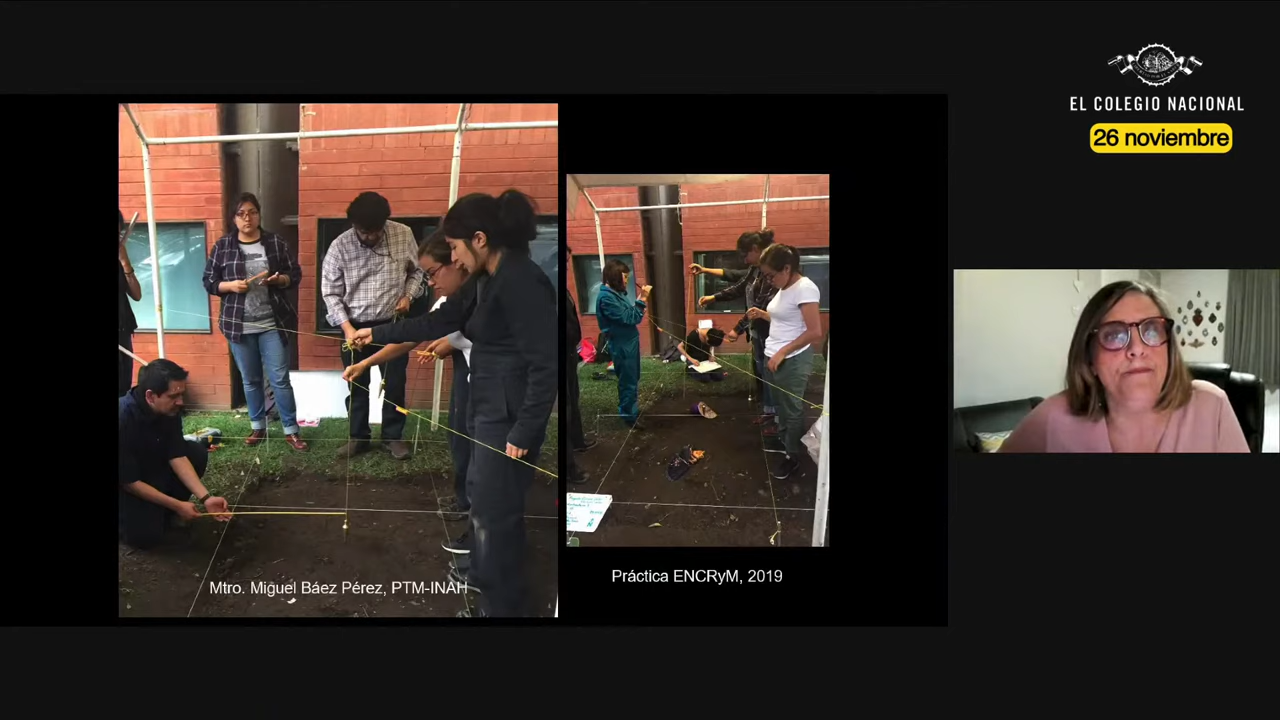 EL COLEGIO NACIONAL
26 noviembre
Mtro. Miguel Báez Pérez, PTM-INAH
Práctica ENCRyM, 2019